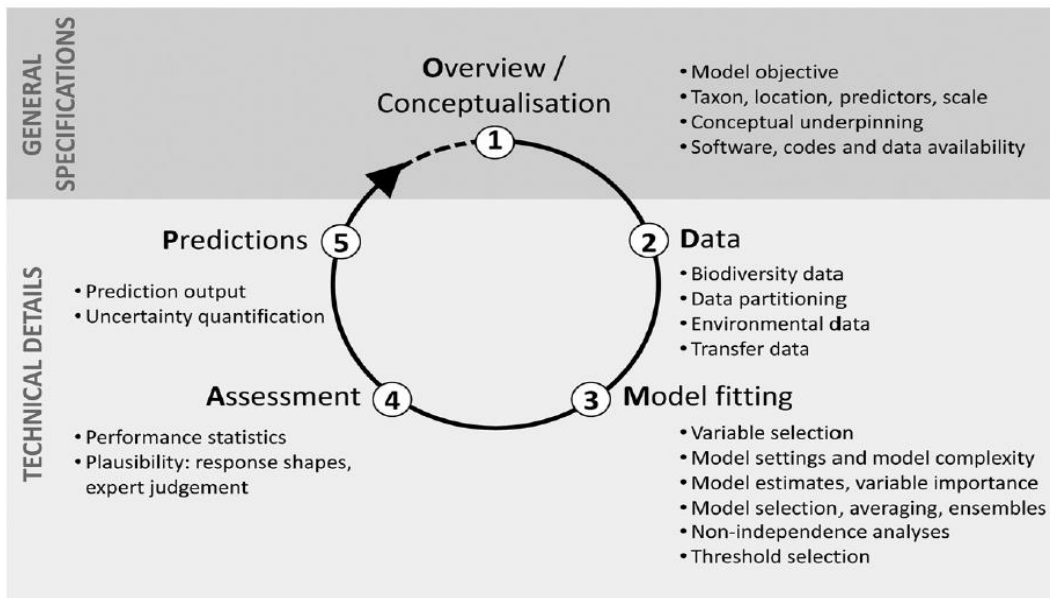 GENERAL
SPECIFICATIONS
Overview /
Conceptualisation
1
• Model objective
• Taxon, location, predictors, scale
• Conceptual underpinning
• Software, codes and data availability
TECHNICAL DETAILS
Predictions
5
• Prediction output
• Uncertainty quantification
2
Data
• Biodiversity data
• Data partitioning
• Environmental data
• Transfer data
Assessment
4
• Performance statistics
• Plausibility: response shapes,
expert judgement
3
Model fitting
• Variable selection
• Model settings and model complexity
• Model estimates, variable importance
• Model selection, averaging, ensembles
• Non-independence analyses
• Threshold selection